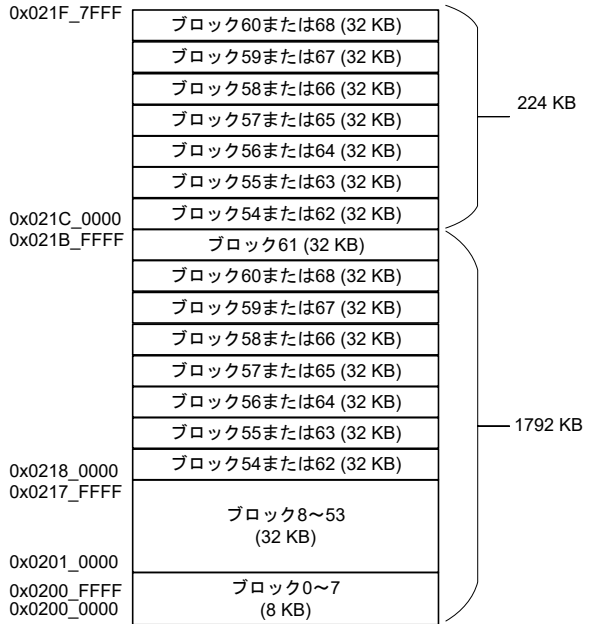 0x021F_7FFF
ブロック60または68 (32 KB)
ブロック59または67 (32 KB)
ブロック58または66 (32 KB)
ブロック57または65 (32 KB)
224 KB
ブロック56または64 (32 KB)
ブロック55または63 (32 KB)
0x021C_0000
ブロック54または62 (32 KB)
0x021B_FFFF
ブロック61 (32 KB)
ブロック60または68 (32 KB)
ブロック59または67 (32 KB)
ブロック58または66 (32 KB)
ブロック57または65 (32 KB)
ブロック56または64 (32 KB)
1792 KB
ブロック55または63 (32 KB)
0x0218_0000
ブロック54または62 (32 KB)
0x0217_FFFF
ブロック8～53
(32 KB)
0x0201_0000
0x0200_FFFF
ブロック0～7
0x0200_0000
(8 KB)